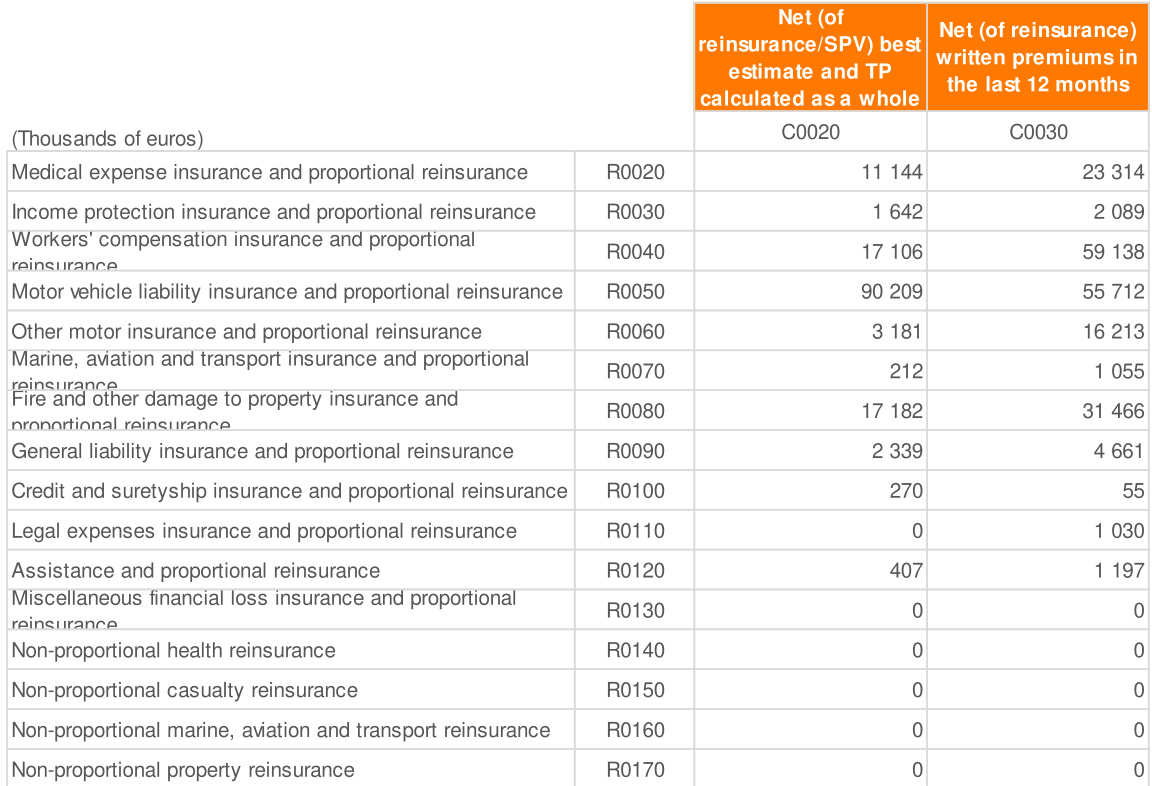 Net (of
reinsurance/SPV) best
estimate and TP
calculated as a whole
Net (of reinsurance)
written premiums in
the last 12 months
(Thousands of euros)
C0020
C0030
Medical expense insurance and proportional reinsurance R0020 11 144 23 314
Income protection insurance and proportional reinsurance R0030 1 642 2 089
Workers' compensation insurance and proportional
reinsurance R0040 17 106 59 138
Motor vehicle liability insurance and proportional reinsurance R0050 90 209 55 712
Other motor insurance and proportional reinsurance R0060 3 181 16 213
Marine, aviation and transport insurance and proportional
reinsurance R0070 212 1 055
Fire and other damage to property insurance and
proportional reinsurance R0080 17 182 31 466
General liability insurance and proportional reinsurance R0090 2 339 4 661
Credit and suretyship insurance and proportional reinsurance R0100 270 55
Legal expenses insurance and proportional reinsurance R0110 0 1 030
Assistance and proportional reinsurance R0120 407 1 197
Miscellaneous financial loss insurance and proportional
reinsurance R0130 0 0
Non-proportional health reinsurance R0140 0 0
Non-proportional casualty reinsurance R0150 0 0
Non-proportional marine, aviation and transport reinsurance R0160 0 0
Non-proportional property reinsurance R0170 0 0